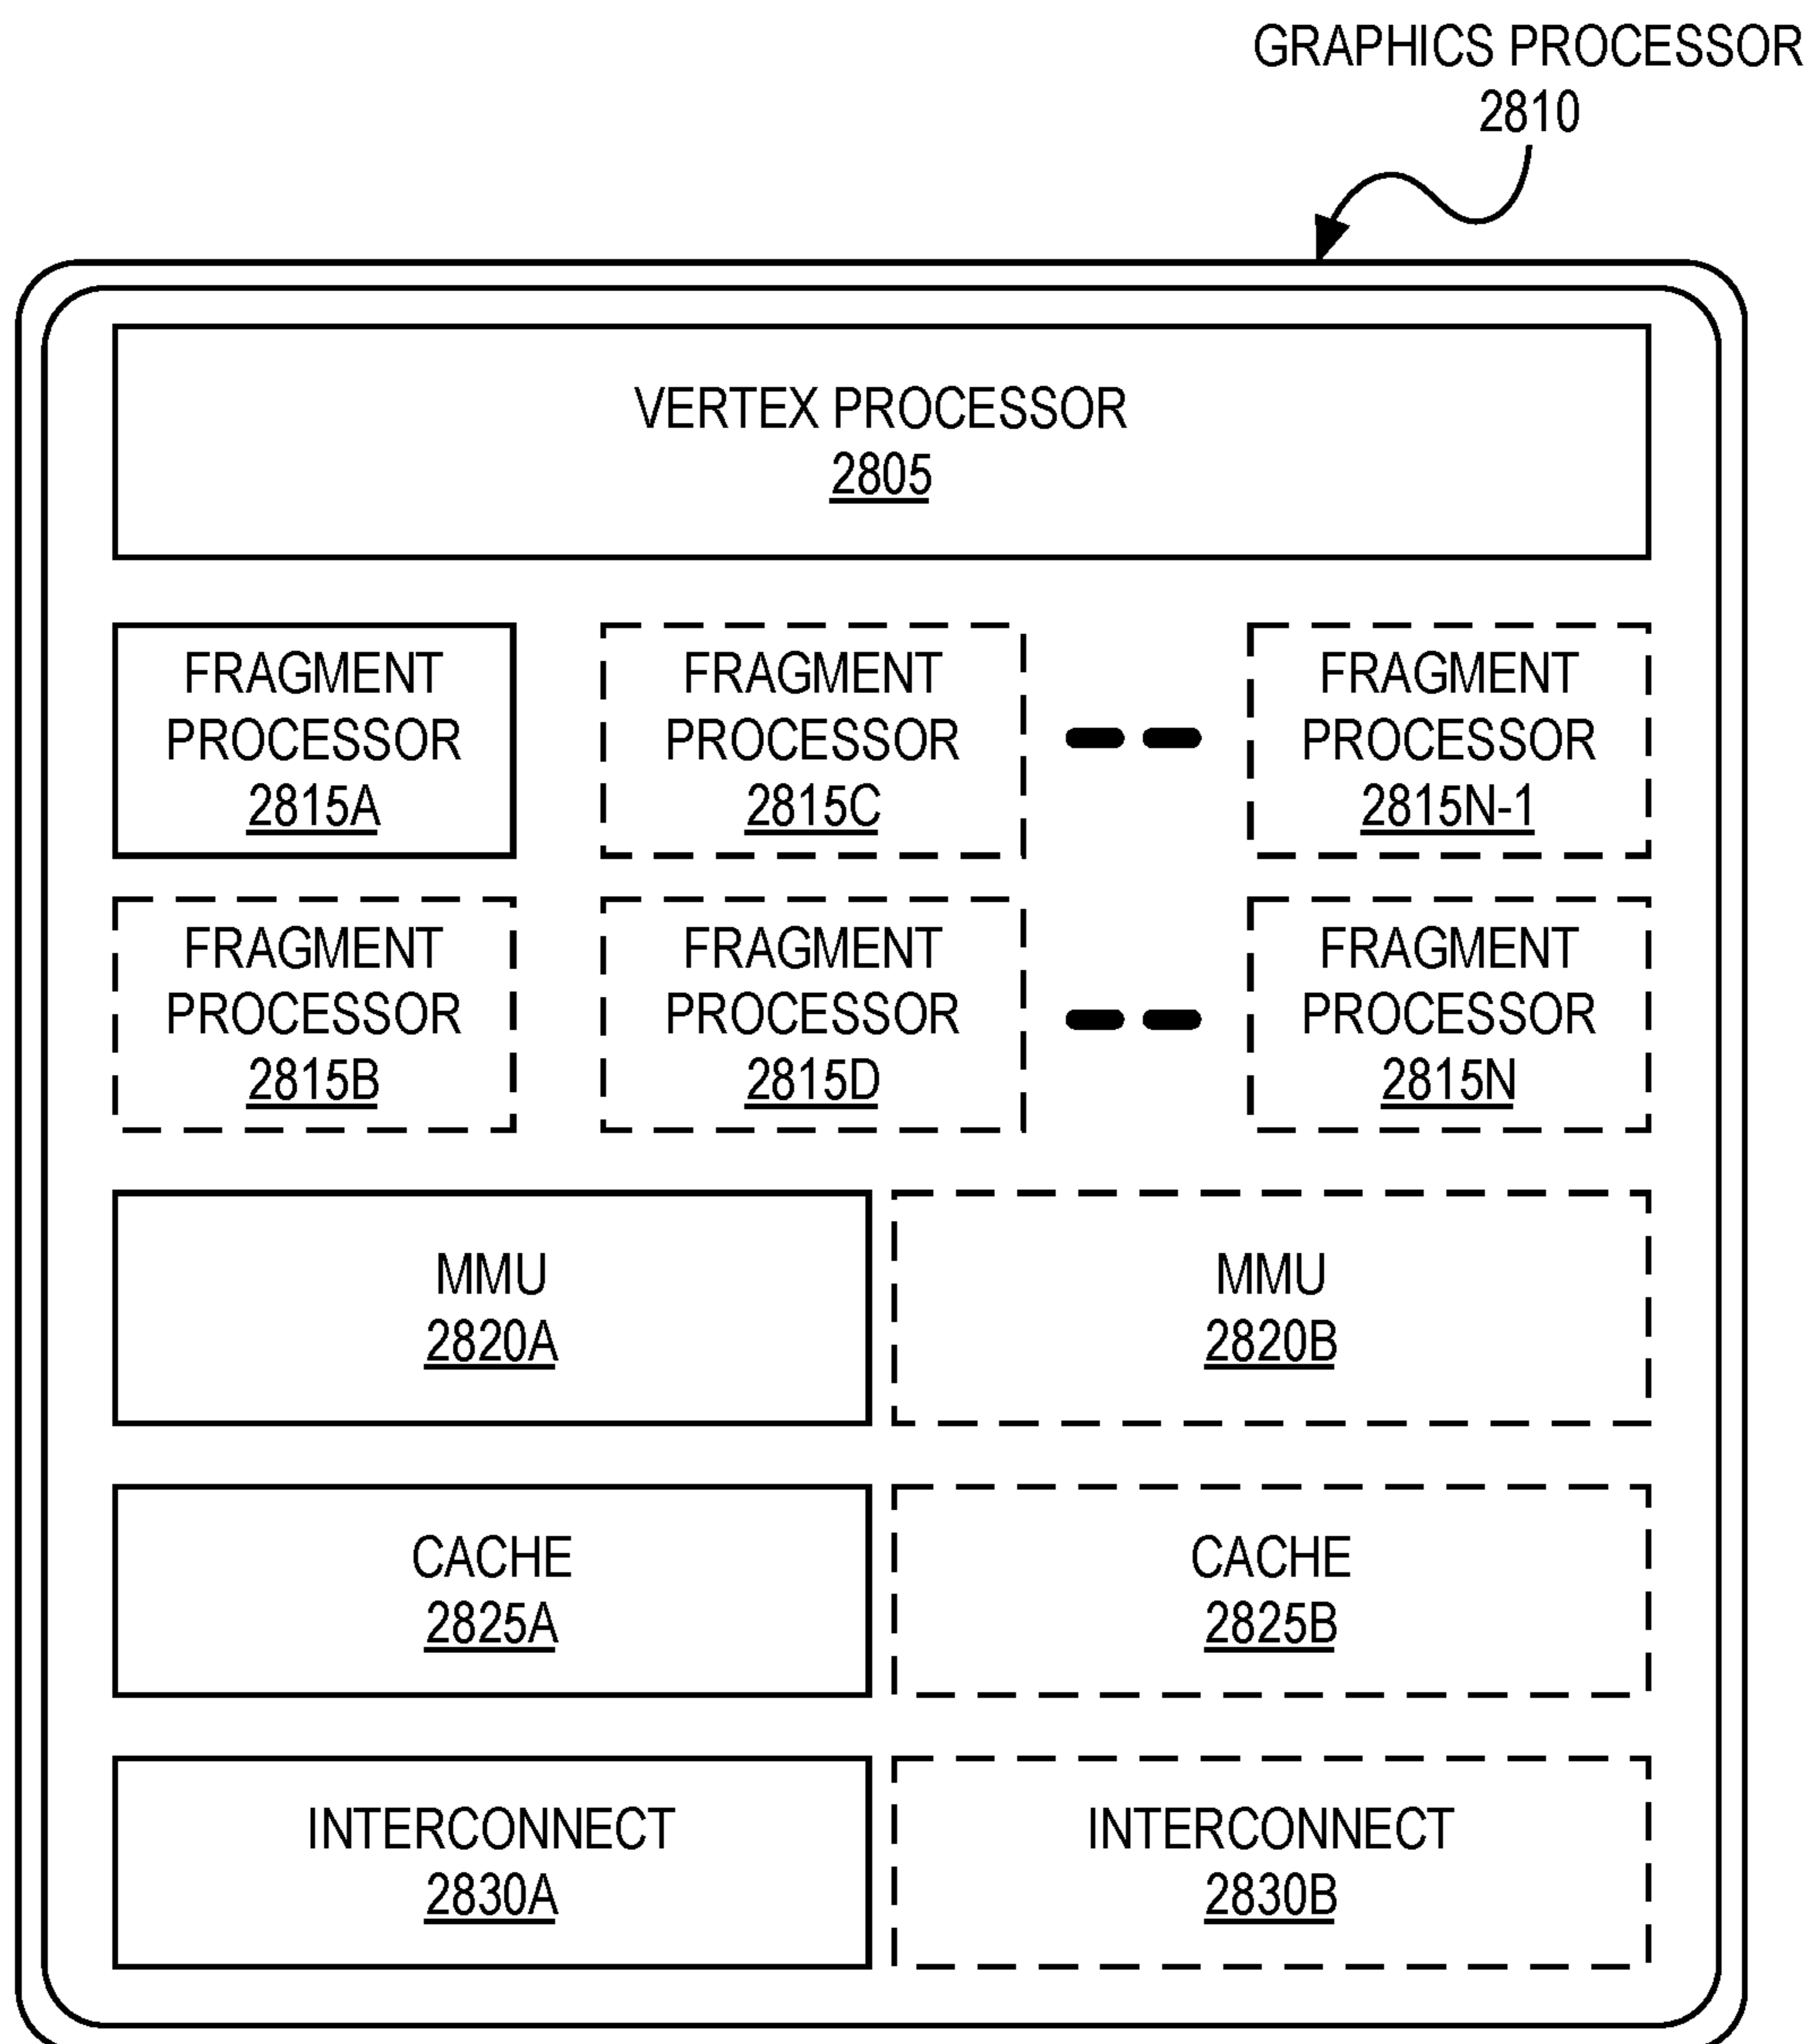 GRAPHICS PROCESSOR
2810
VERTEX PROCESSOR
2805
FRAGMENT
PROCESSOR
2815A
FRAGMENT
PROCESSOR
2815C
FRAGMENT
PROCESSOR
2815N-1
FRAGMENT
PROCESSOR
2815B
FRAGMENT
PROCESSOR
2815D
FRAGMENT
PROCESSOR
2815N
MMU
2820A
MMU
2820B
CACHE
2825A
CACHE
2825B
INTERCONNECT
2830A
INTERCONNECT
2830B